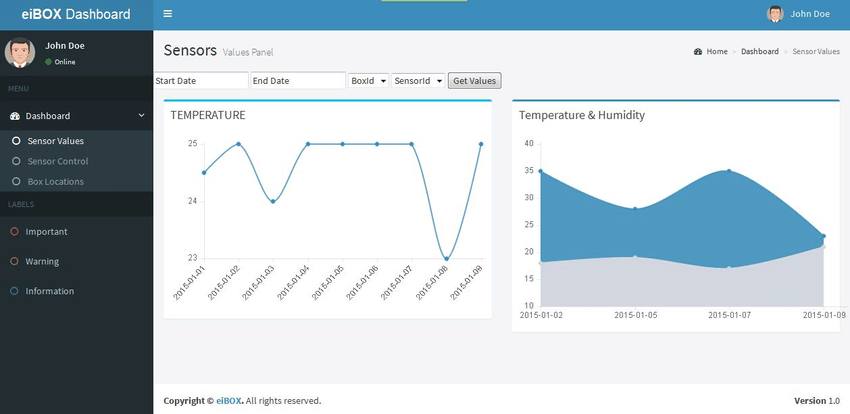 eiBOX Dashboard
John Doe
John Doe
Online
MENU
Dashboard
Sensor Values
Sensor Control
Box Locations
LABELS
Important
Warning
Information
Sensors Values Panel
Home > Dashboard > Sensor Values
Start Date End Date BoxId SensorId Get Values
TEMPERATURE
25
24
23
2015-01-01
2015-01-02
2015-01-03
2015-01-04
2015-01-05
2015-01-06
2015-01-07
2015-01-08
2015-01-09
Temperature & Humidity
40
35
30
25
20
15
10
2015-01-02 2015-01-05 2015-01-07 2015-01-09
Copyright © eiBOX. All rights reserved.
Version 1.0